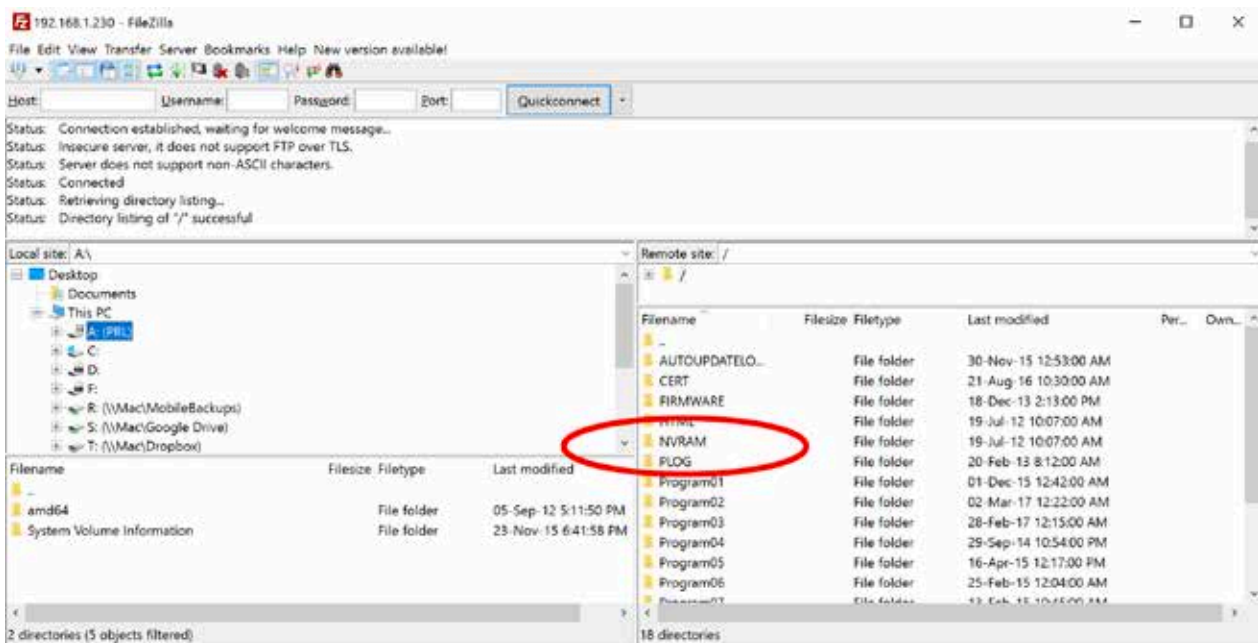 192.168.1.230 - FileZilla
File Edit View Transfer Server Bookmarks Help New version available!
Host: Username: Password: Port: Quickconnect
Status: Connection established, waiting for welcome message...
Status: Insecure server, it does not support FTP over TLS.
Status: Server does not support non-ASCII characters.
Status: Connected
Status: Retrieving directory listing...
Status: Directory listing of "/" successful
Local site: A:\
Desktop
Documents
This PC
A: (PRL)
C:
D:
F:
R: (\\Mac\MobileBackups)
S: (\\Mac\Google Drive)
T: (\\Mac\Dropbox)
Filename Filesize Filetype Last modified
..
amd64 File folder 05-Sep-12 5:11:50 PM
System Volume Information File folder 23-Nov-15 6:41:58 PM
2 directories (5 objects filtered)
Remote site: /
/
Filename Filesize Filetype Last modified Per... Own...
..
AUTOUPDATELO... File folder 30-Nov-15 12:53:00 AM
CERT File folder 21-Aug-16 10:30:00 AM
FIRMWARE File folder 18-Dec-13 2:13:00 PM
HTML File folder 19-Jul-12 10:07:00 AM
NVRAM File folder 19-Jul-12 10:07:00 AM
PLOG File folder 20-Feb-13 8:12:00 AM
Program01 File folder 01-Dec-15 12:42:00 AM
Program02 File folder 02-Mar-17 12:22:00 AM
Program03 File folder 28-Feb-17 12:15:00 AM
Program04 File folder 29-Sep-14 10:54:00 PM
Program05 File folder 16-Apr-15 12:17:00 PM
Program06 File folder 25-Feb-15 12:04:00 AM
Program07 File folder
18 directories